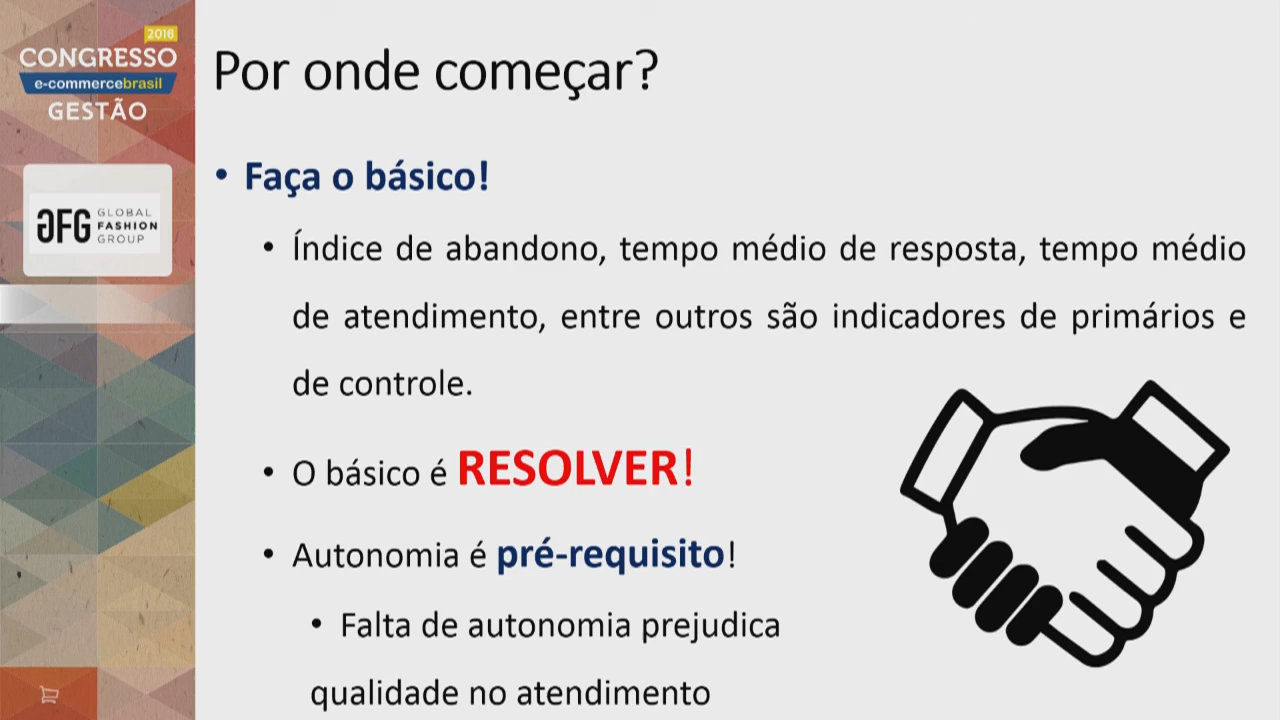 2016
CONGRESSO
e-commercebrasil
GESTÃO
GFG GLOBAL
FASHION
GROUP
Por onde começar?
• Faça o básico!
• Índice de abandono, tempo médio de resposta, tempo médio
de atendimento, entre outros são indicadores de primários e
de controle.
• O básico é RESOLVER!
• Autonomia é pré-requisito!
• Falta de autonomia prejudica
qualidade no atendimento